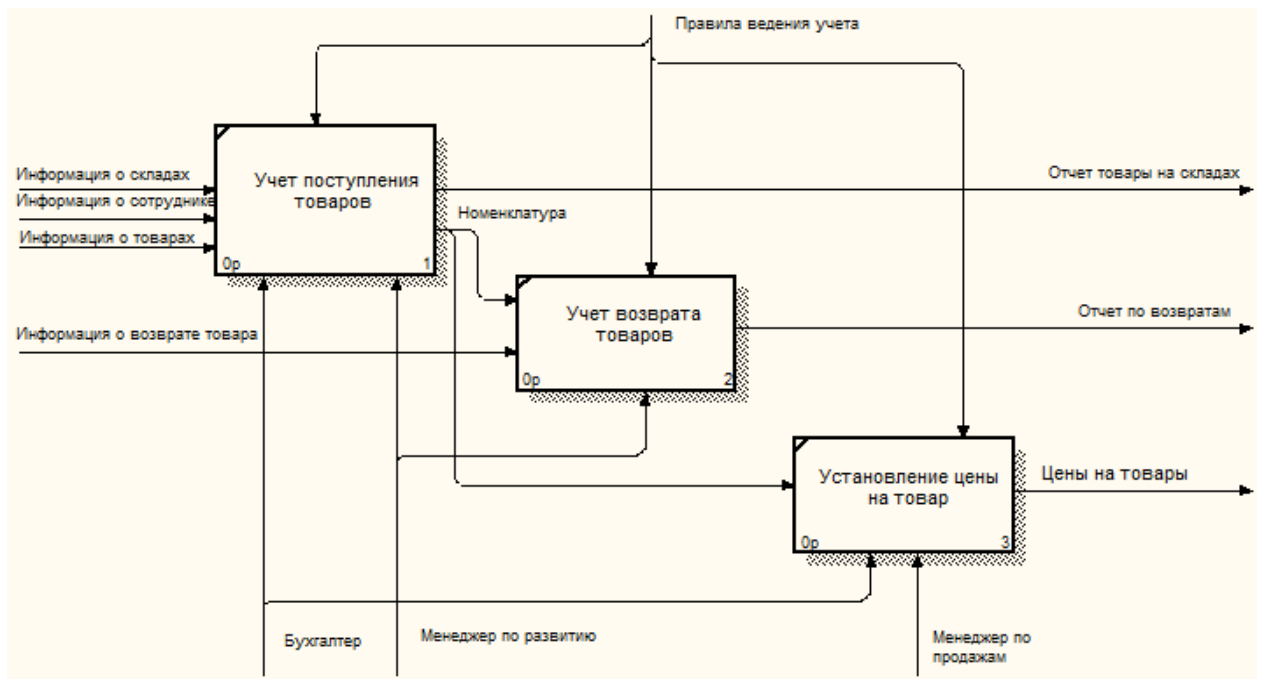 Правила ведения учета
Информация о складах
Информация о сотруднике
Информация о товарах
Учет поступления
товаров
0р
1
Отчет товары на складах
Номенклатура
Информация о возврате товара
Учет возврата
товаров
0р
2
Отчет по возвратам
Установление цены
на товар
0р
3
Цены на товары
Бухгалтер
Менеджер по развитию
Менеджер по
продажам